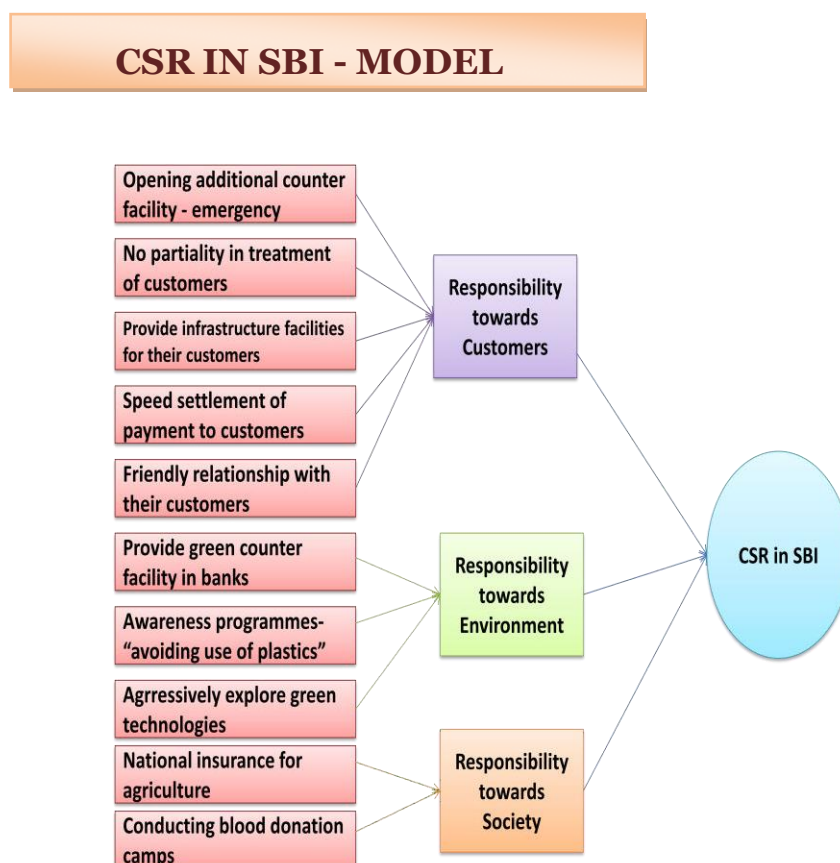 CSR IN SBI - MODEL
Opening additional counter
facility - emergency
No partiality in treatment
of customers
Provide infrastructure facilities
for their customers
Speed settlement of
payment to customers
Friendly relationship with
their customers
Provide green counter
facility in banks
Awareness programmes-
“avoiding use of plastics”
Agrressively explore green
technologies
National insurance for
agriculture
Conducting blood donation
camps
Responsibility
towards
Customers
Responsibility
towards
Environment
Responsibility
towards
Society
CSR in SBI